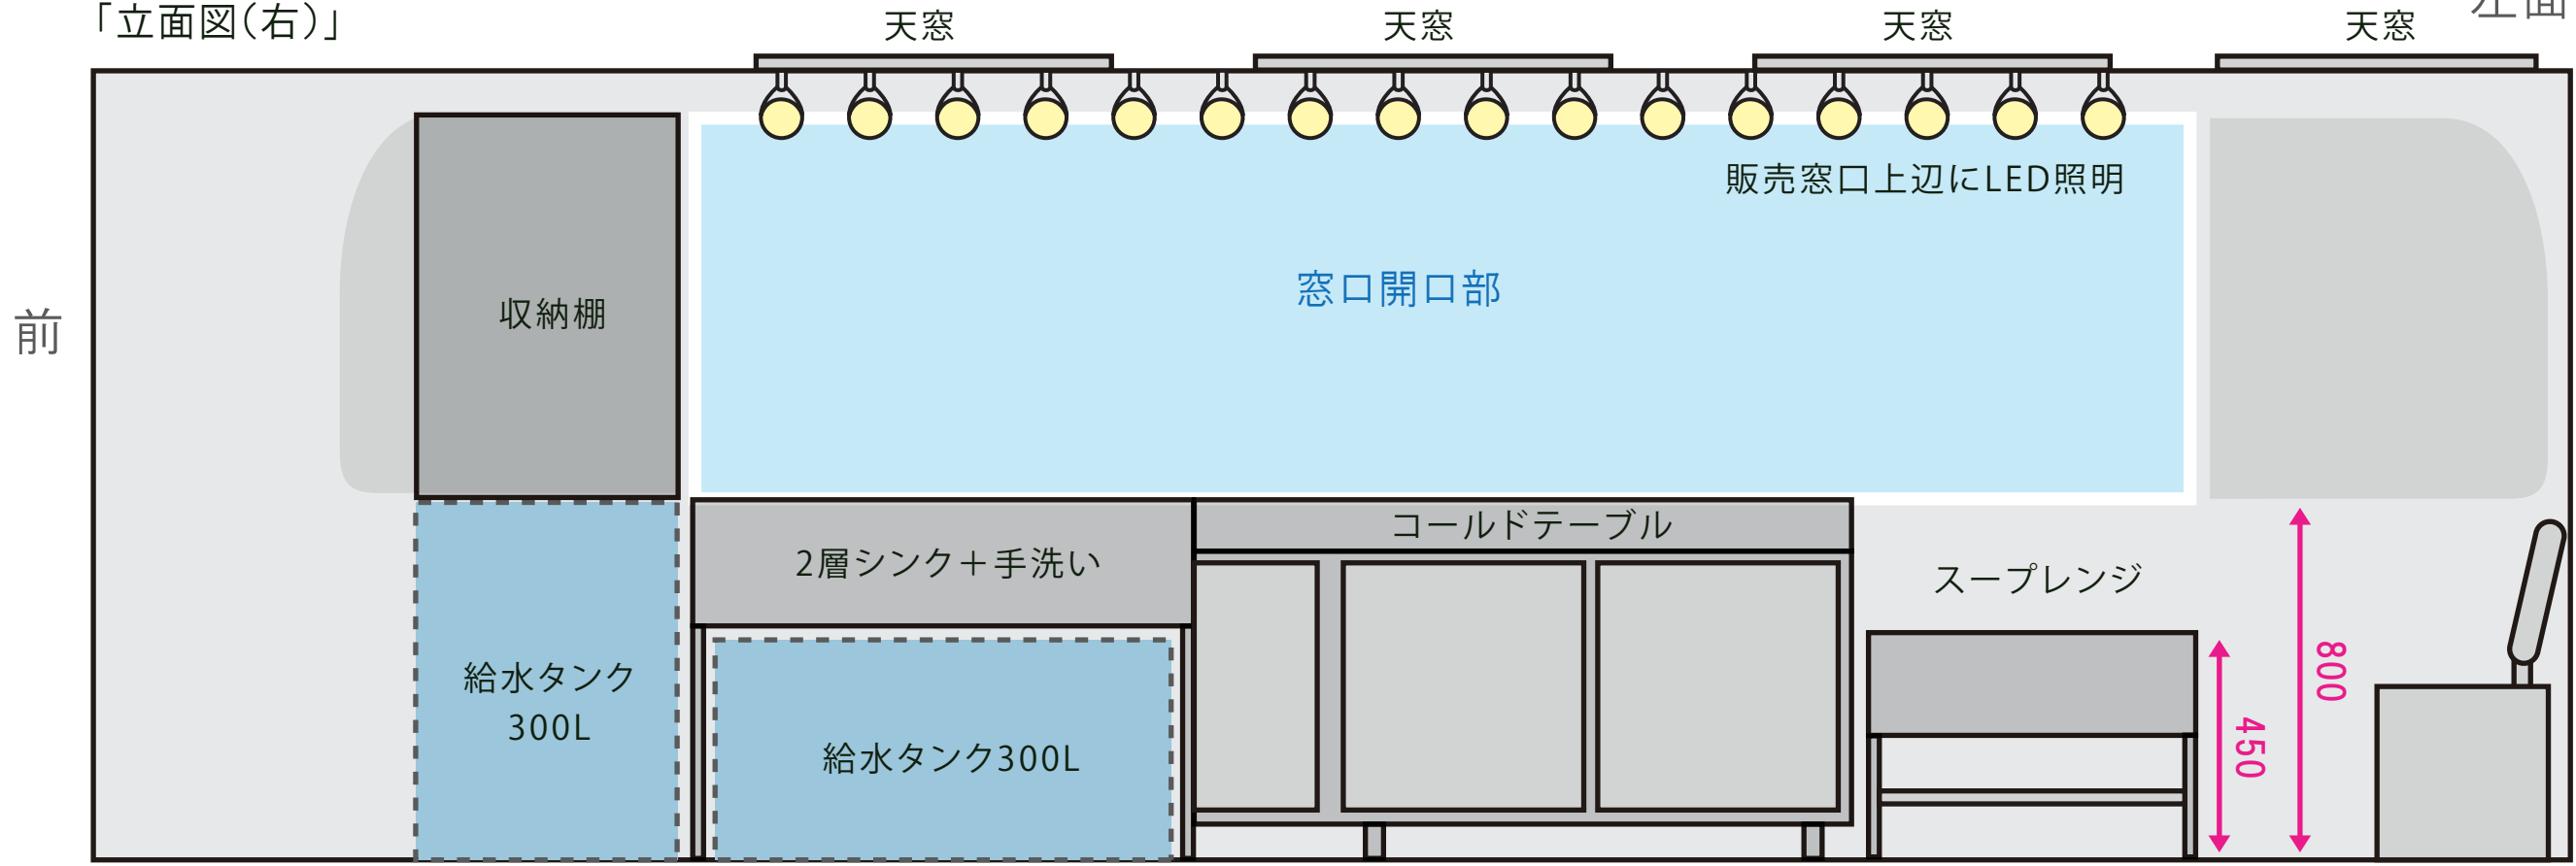 「立面図(右)」
天窓
天窓
天窓
天窓
販売窓口上辺にLED照明
窓口開口部
収納棚
前
コールドテーブル
2層シンク+手洗い
スープレンジ
給水タンク
300L
給水タンク300L
800
450